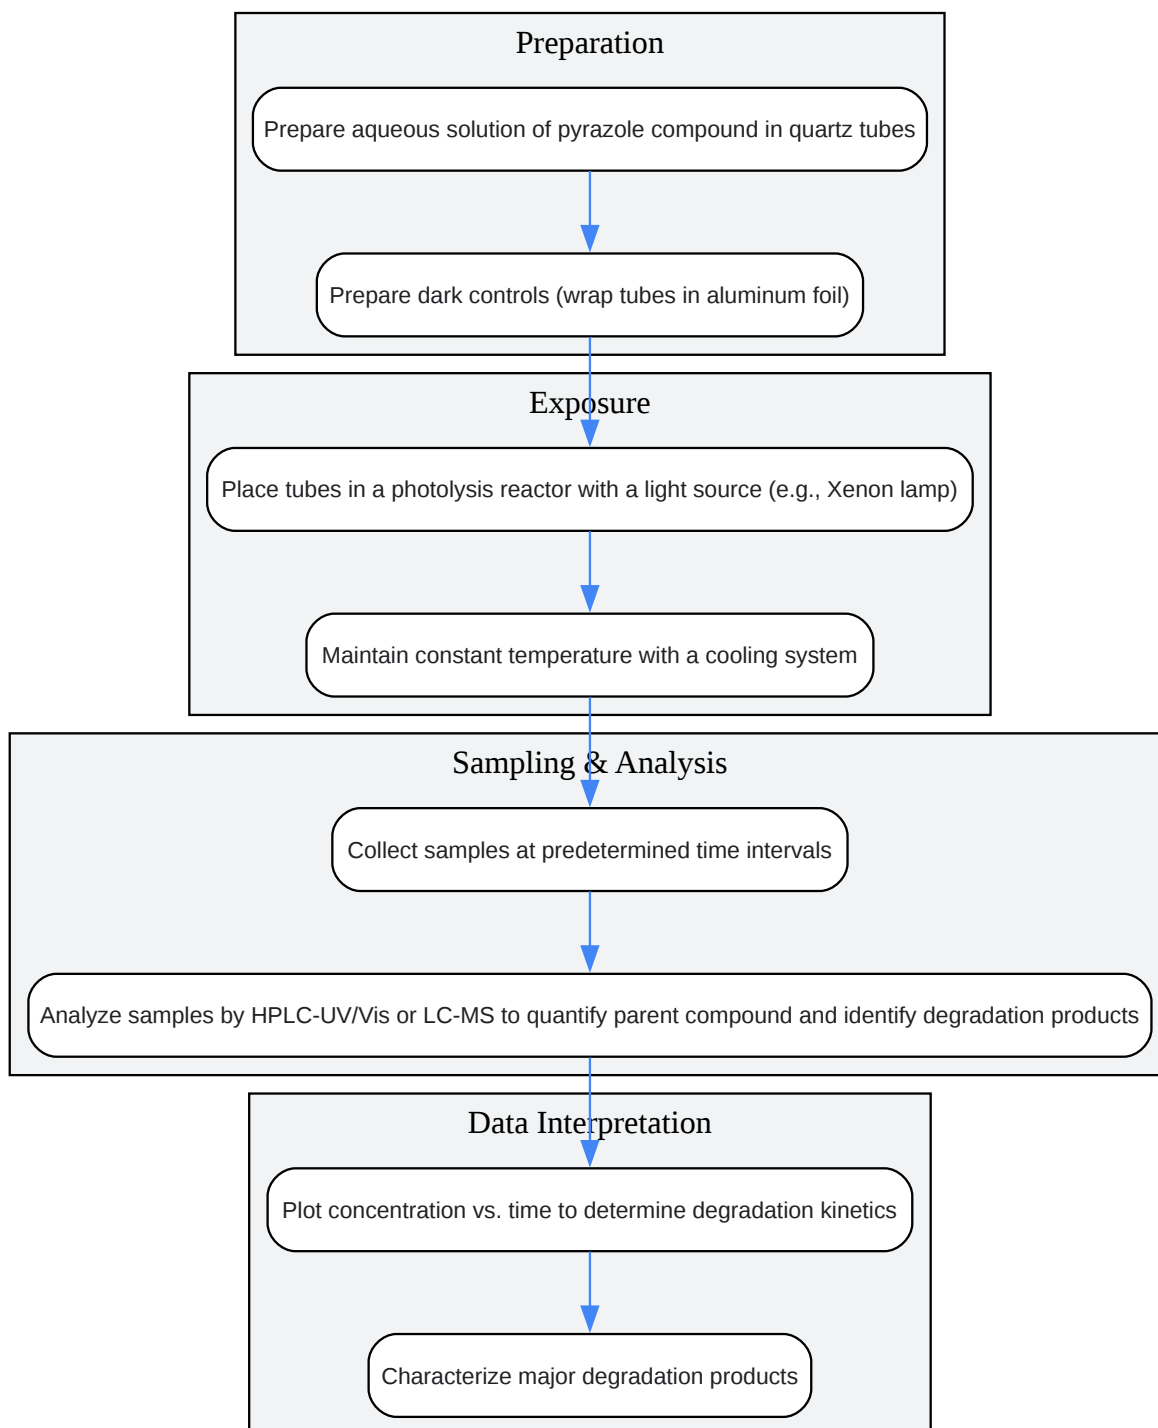 Preparation
Prepare aqueous solution of pyrazole compound in quartz tubes
Prepare dark controls (wrap tubes in aluminum foil)
Exposure
Place tubes in a photolysis reactor with a light source (e.g., Xenon lamp)
Maintain constant temperature with a cooling system
Sampling & Analysis
Collect samples at predetermined time intervals
Analyze samples by HPLC-UV/Vis or LC-MS to quantify parent compound and identify degradation products
Data Interpretation
Plot concentration vs. time to determine degradation kinetics
Characterize major degradation products